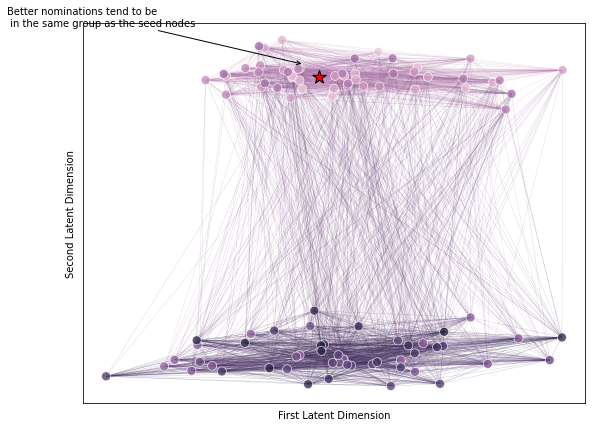 Better nominations tend to be
in the same group as the seed nodes
Second Latent Dimension
First Latent Dimension